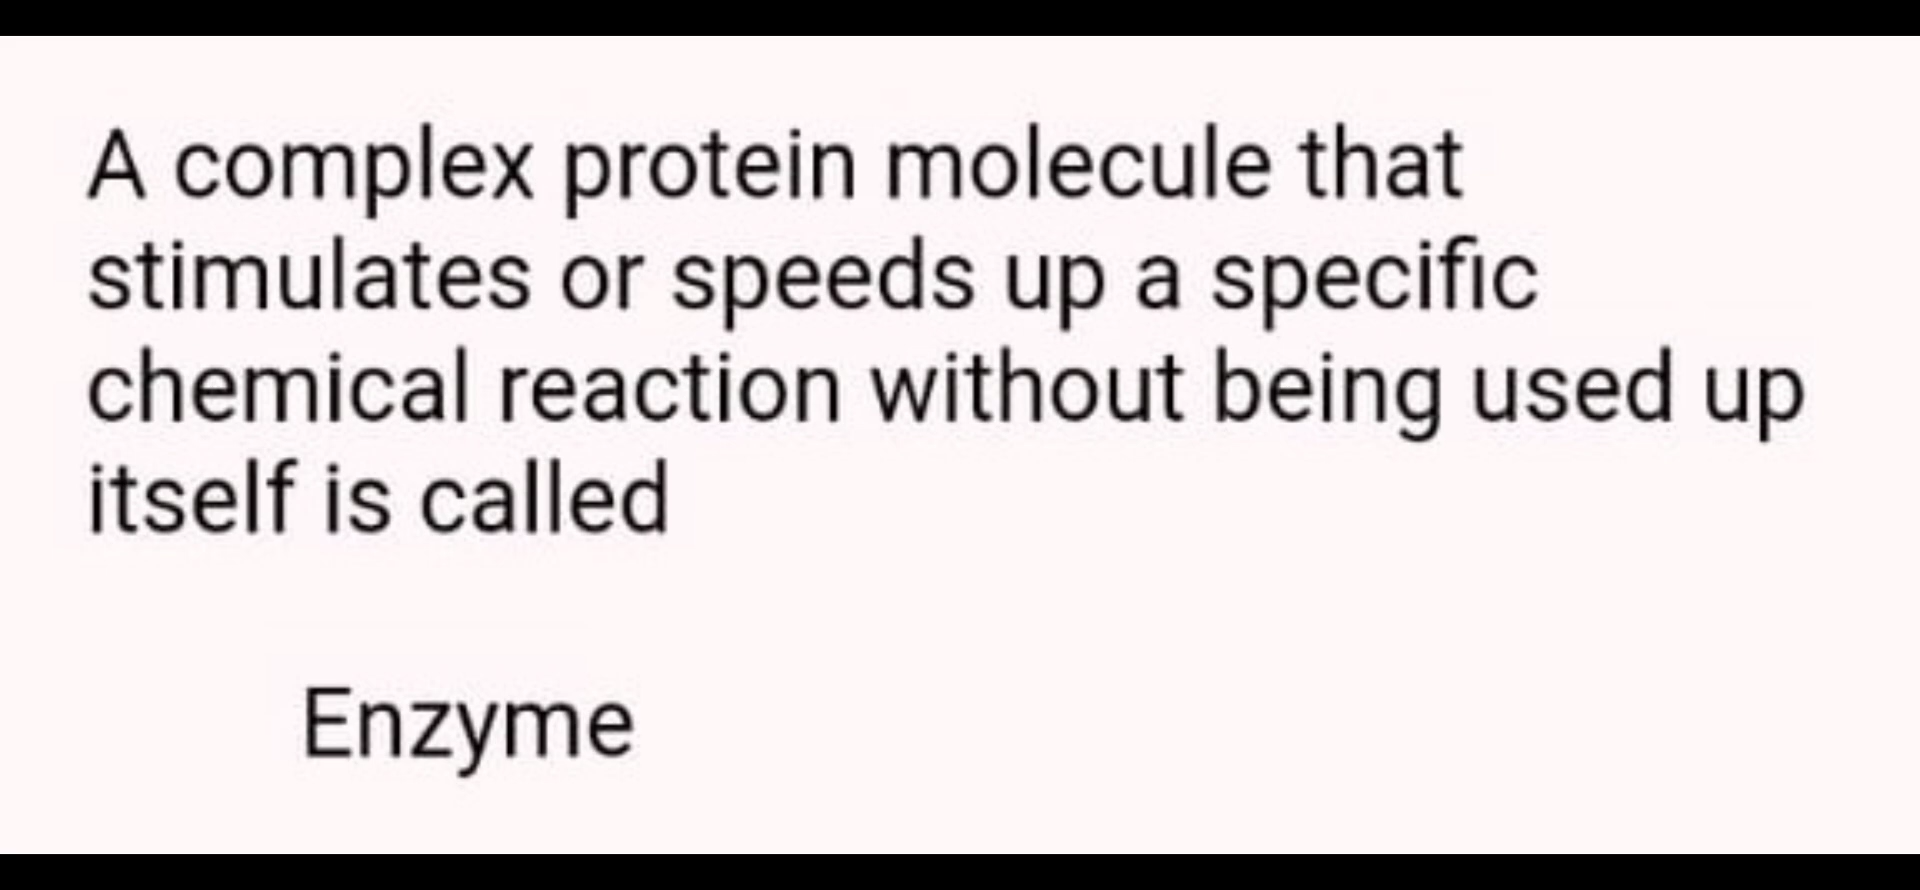 A complex protein molecule that
stimulates or speeds up a specific
chemical reaction without being used up
itself is called
Enzyme